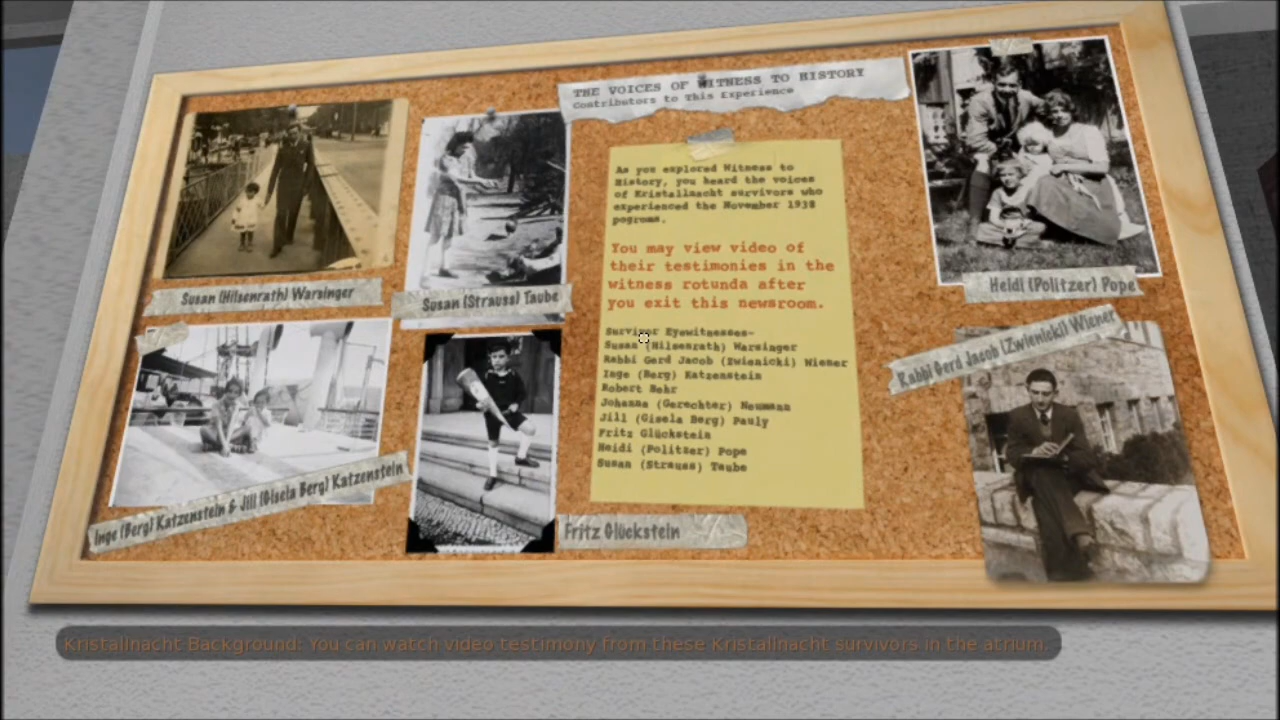 THE VOICES OF WITNESS TO HISTORY
Contributors to This Experience
As you explored Witness to
History, you heard the voices
of Kristallnacht survivors who
experienced the November 1938
pogroms.
You may view video of
their testimonies in the
witness rotunda after
you exit this newsroom.
Survivor Eyewitnesses-
Susan (Hilsenrath) Warsinger
Rabbi Gerd Jacob (Zwienicki) Wiener
Inge (Berg) Katzenstein
Robert Behr
Johanna (Gerechter) Neumann
Jill (Gisela Berg) Pauly
Fritz Glückstein
Heidi (Politzer) Pope
Susan (Strauss) Taube
Susan (Hilsenrath) Warsinger
Susan (Strauss) Taube
Heidi (Politzer) Pope
Rabbi Gerd Jacob (Zwienicki) Wiener
Inge (Berg) Katzenstein & Jill (Gisela Berg) Katzenstein
Fritz Glückstein
Kristallnacht Background: You can watch video testimony from these Kristallnacht survivors in the atrium.